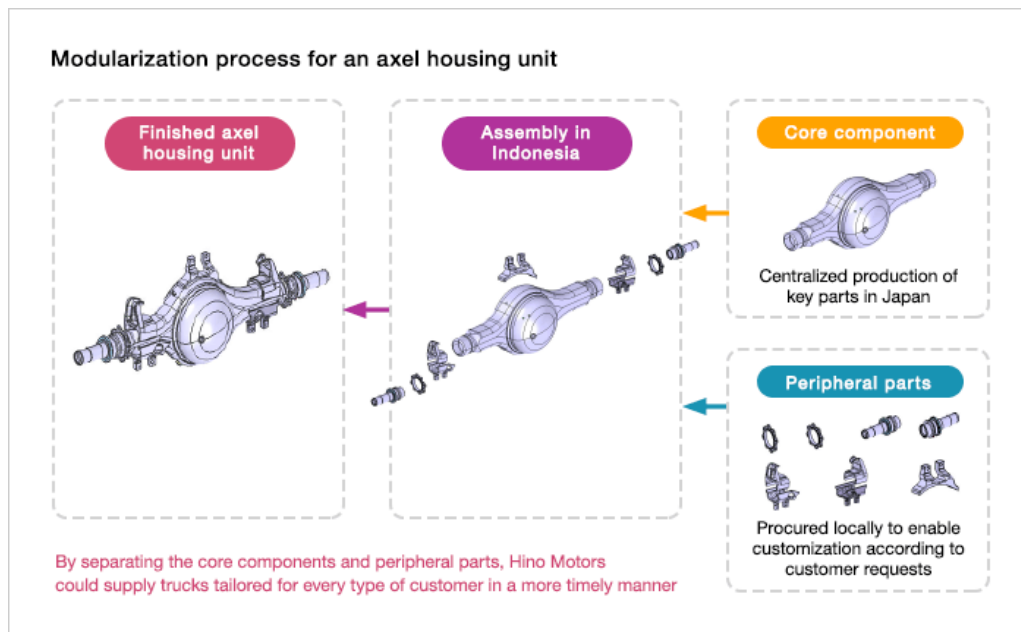 Modularization process for an axel housing unit
Finished axel
housing unit
Assembly in
Indonesia
Core component
Centralized production of
key parts in Japan
Peripheral parts
Procured locally to enable
customization according to
customer requests
By separating the core components and peripheral parts, Hino Motors
could supply trucks tailored for every type of customer in a more timely manner